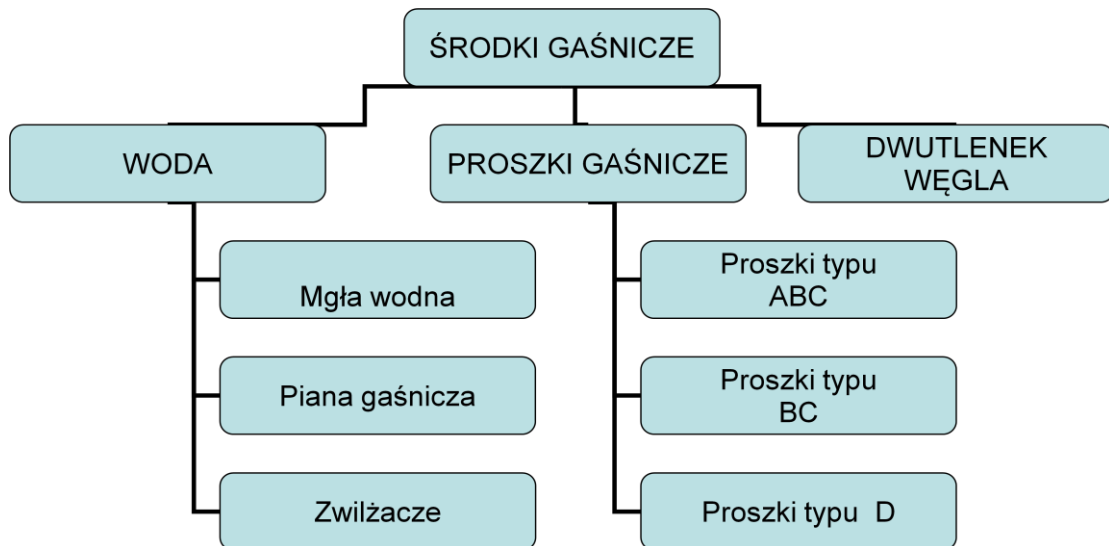 ŚRODKI GAŚNICZE
WODA
PROSZKI GAŚNICZE
DWUTLENEK
WĘGLA
Mgła wodna
Piana gaśnicza
Zwilżacze
Proszki typu
ABC
Proszki typu
BC
Proszki typu D